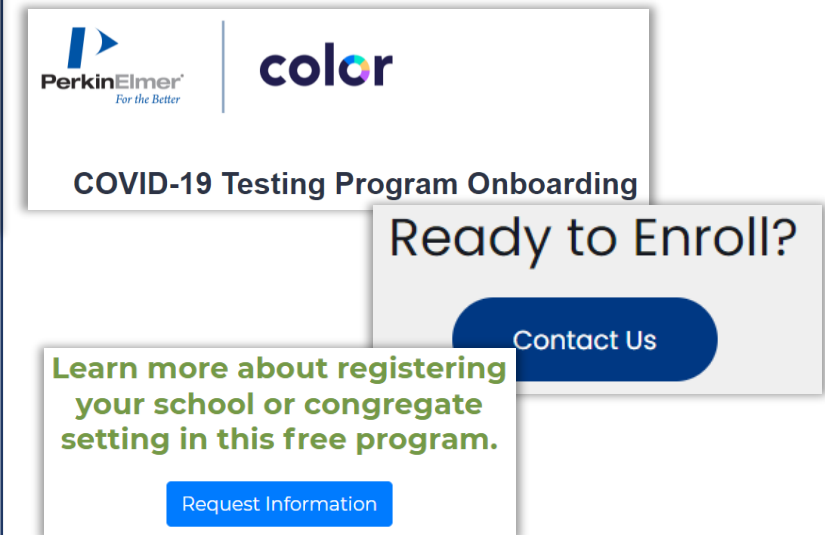 PerkinElmer
For the Better
color
COVID-19 Testing Program Onboarding
Ready to Enroll?
Contact Us
Learn more about registering
your school or congregate
setting in this free program.
Request Information